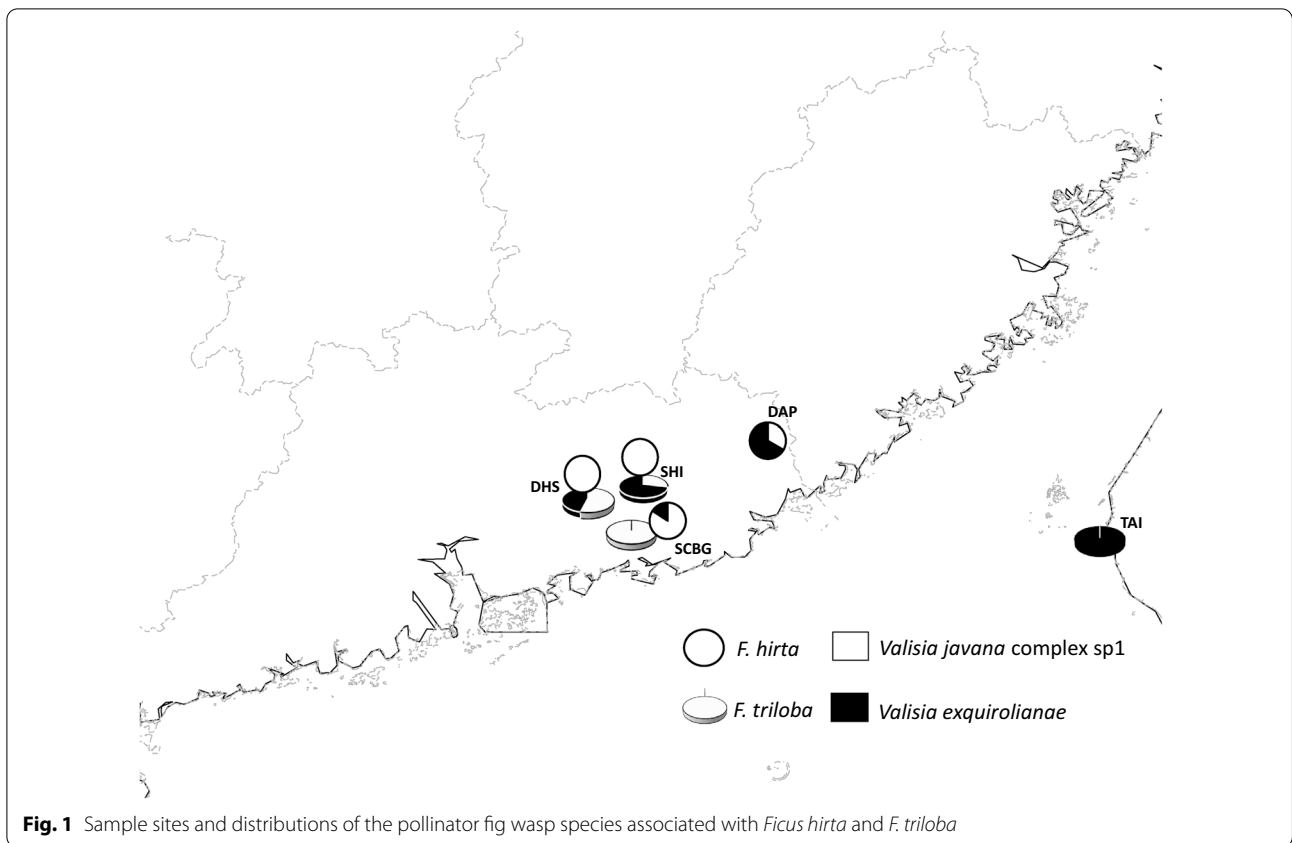 DAP
SHI
DHS
TAI
SCBG
F. hirta
Valisia javana complex sp1
F. triloba
Valisia exquirolianae
Fig. 1 Sample sites and distributions of the pollinator fig wasp species associated with Ficus hirta and F. triloba